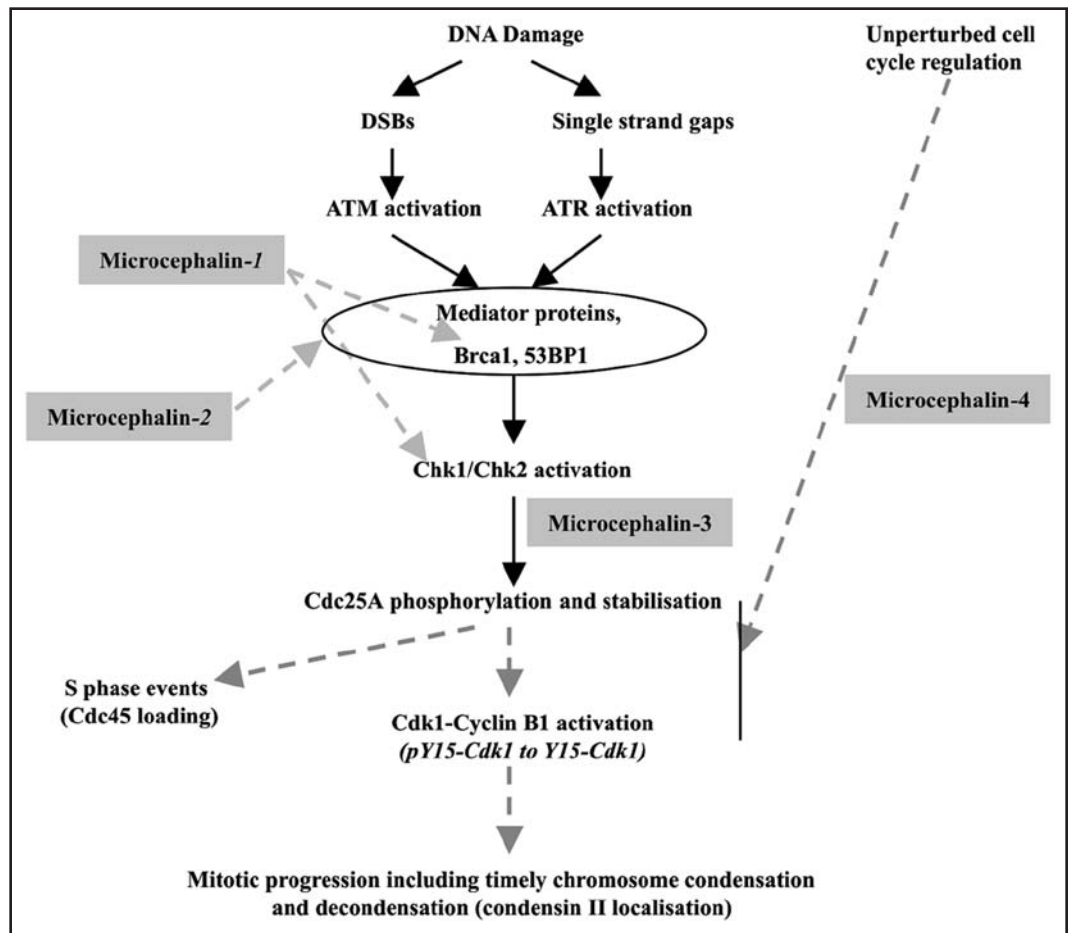 DNA Damage
Unperturbed cell
cycle regulation
DSBs
Single strand gaps
ATM activation
ATR activation
Microcephalin-1
Mediator proteins,
Brca1, 53BP1
Microcephalin-2
Microcephalin-4
Chk1/Chk2 activation
Microcephalin-3
Cdc25A phosphorylation and stabilisation
S phase events
(Cdc45 loading)
Cdk1-Cyclin B1 activation
(pY15-Cdk1 to Y15-Cdk1)
Mitotic progression including timely chromosome condensation
and decondensation (condensin II localisation)